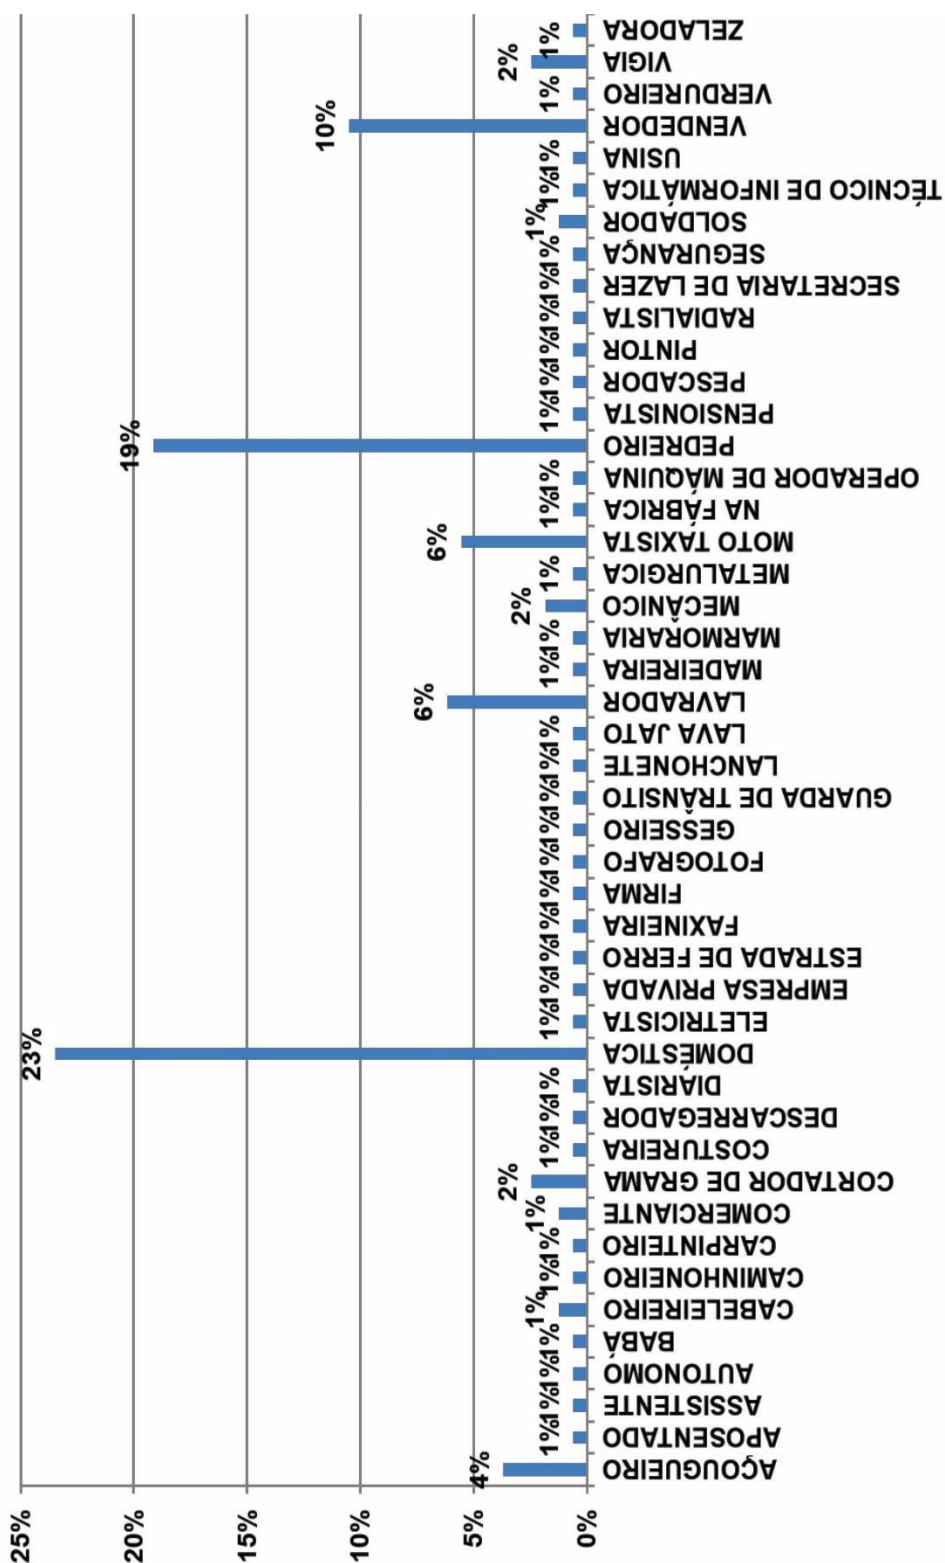 25%
20%
15%
10%
5%
0%
4%
1%
1%
1%
1%
1%
1%
1%
1%
2%
1%
1%
1%
23%
1%
1%
1%
1%
1%
1%
1%
1%
1%
1%
6%
1%
1%
2%
1%
6%
1%
1%
19%
1%
1%
1%
1%
1%
1%
1%
1%
1%
10%
1%
2%
1%
AÇOUGUEIRO
APOSENTADO
ASSISTENTE
AUTONOMO
BABÁ
CABELEIREIRO
CAMINHONEIRO
CARPINTEIRO
COMERCIANTE
CORTADOR DE GRAMA
COSTUREIRA
DESCARREGADOR
DIARISTA
DOMÉSTICA
ELETRICISTA
EMPRESA PRIVADA
ESTRADA DE FERRO
FAXINEIRA
FIRMA
FOTOGRAFO
GESSEIRO
GUARDA DE TRÂNSITO
LANCHONETE
LAVA JATO
LAVRADOR
MADEIREIRA
MARMORARIA
MECÂNICO
METALURGICA
MOTO TAXISTA
NA FÁBRICA
OPERADOR DE MÁQUINA
PEDREIRO
PENSIONISTA
PESCADOR
PINTOR
RADIALISTA
SECRETARIA DE LAZER
SEGURANÇA
SOLDADOR
TÉCNICO DE INFORMÁTICA
USINA
VENDEDOR
VERDUREIRO
VIGIA
ZELADORA